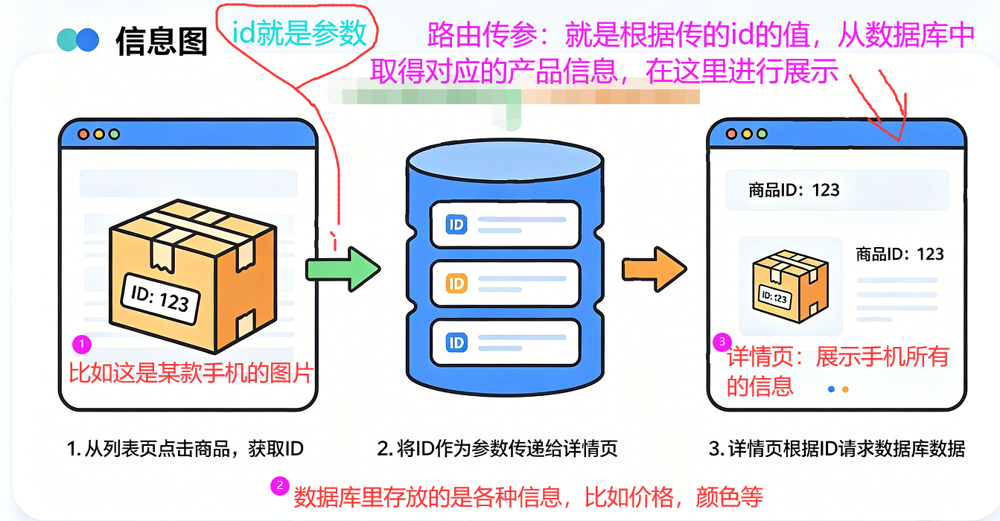 信息图
id就是参数
路由传参：就是根据传的id的值，从数据库中
取得对应的产品信息，在这里进行展示
ID: 123
1
比如这是某款手机的图片
ID
ID
ID
商品ID：123
商品ID：123
ID: 123
3
详情页：展示手机所有
的信息
1. 从列表页点击商品，获取ID
2. 将ID作为参数传递给详情页
3. 详情页根据ID请求数据库数据
2
数据库里存放的是各种信息，比如价格，颜色等